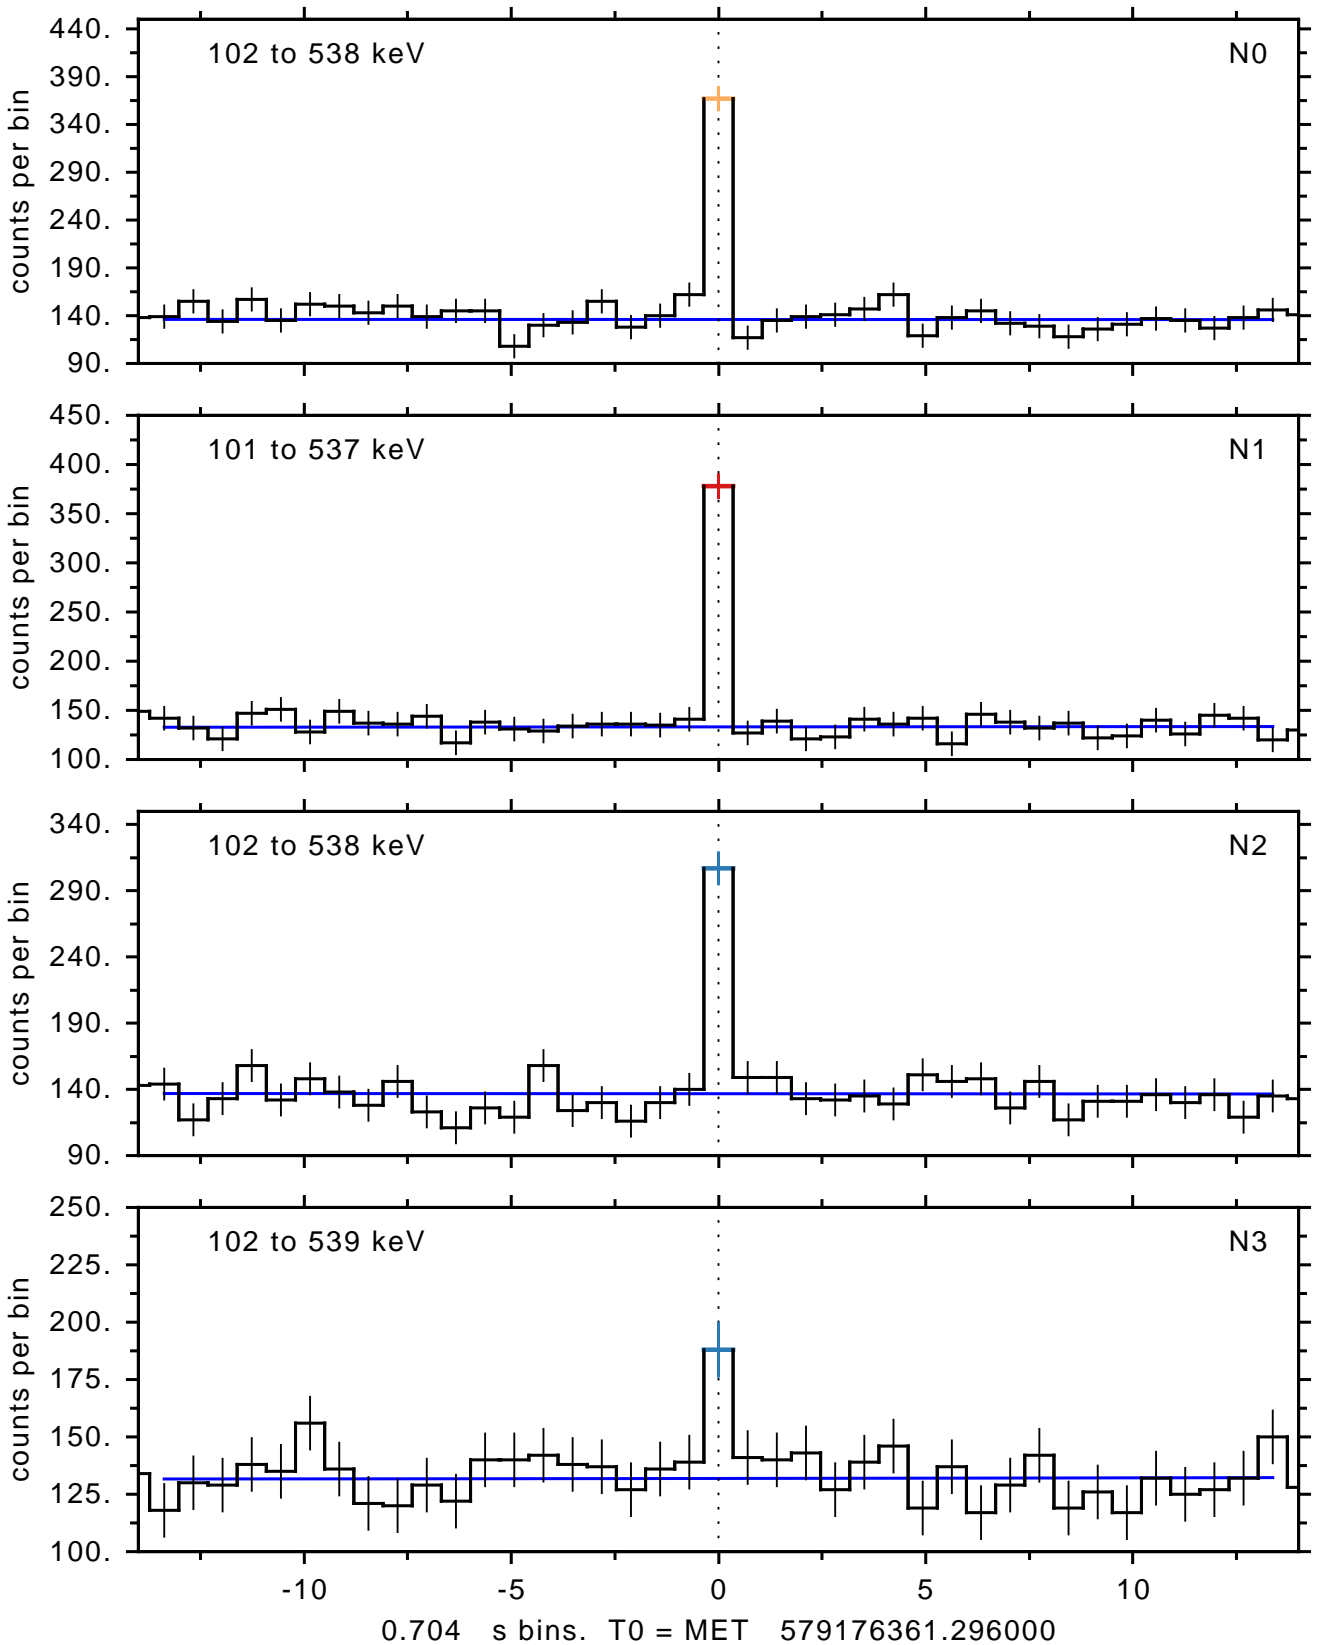 440.
390.
340.
290.
240.
190.
140.
90.
counts per bin
102 to 538 keV
N0
450.
400.
350.
300.
250.
200.
150.
100.
counts per bin
101 to 537 keV
N1
340.
290.
240.
190.
140.
90.
counts per bin
102 to 538 keV
N2
250.
225.
200.
175.
150.
125.
100.
counts per bin
102 to 539 keV
N3
-10 -5 0 5 10
0.704 s bins. T0 = MET 579176361.296000